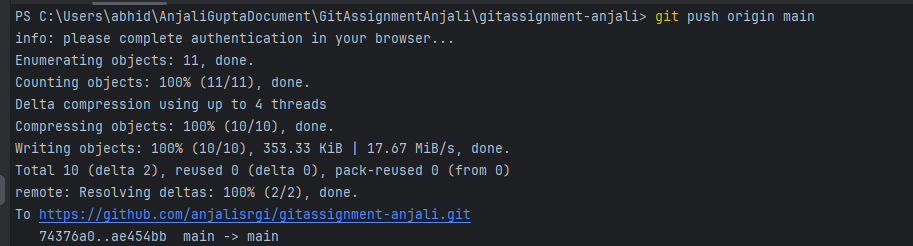 PS C:\Users\abhid\AnjaliGuptaDocument\GitAssignmentAnjali\gitassignment-anjali> git push origin main
info: please complete authentication in your browser...
Enumerating objects: 11, done.
Counting objects: 100% (11/11), done.
Delta compression using up to 4 threads
Compressing objects: 100% (10/10), done.
Writing objects: 100% (10/10), 353.33 KiB | 17.67 MiB/s, done.
Total 10 (delta 2), reused 0 (delta 0), pack-reused 0 (from 0)
remote: Resolving deltas: 100% (2/2), done.
To https://github.com/anjalisrgi/gitassignment-anjali.git
   74376a0..ae454bb  main -> main